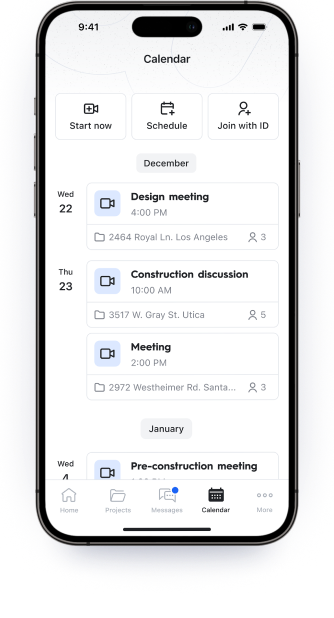 9:41
Calendar
Start now Schedule Join with ID
December
Wed
22
Design meeting
4:00 PM
2464 Royal Ln. Los Angeles 3
Thu
23
Construction discussion
10:00 AM
3517 W. Gray St. Utica 5
Meeting
2:00 PM
2972 Westheimer Rd. Santa... 3
January
Wed
4
Pre-construction meeting
Home Projects Messages Calendar More